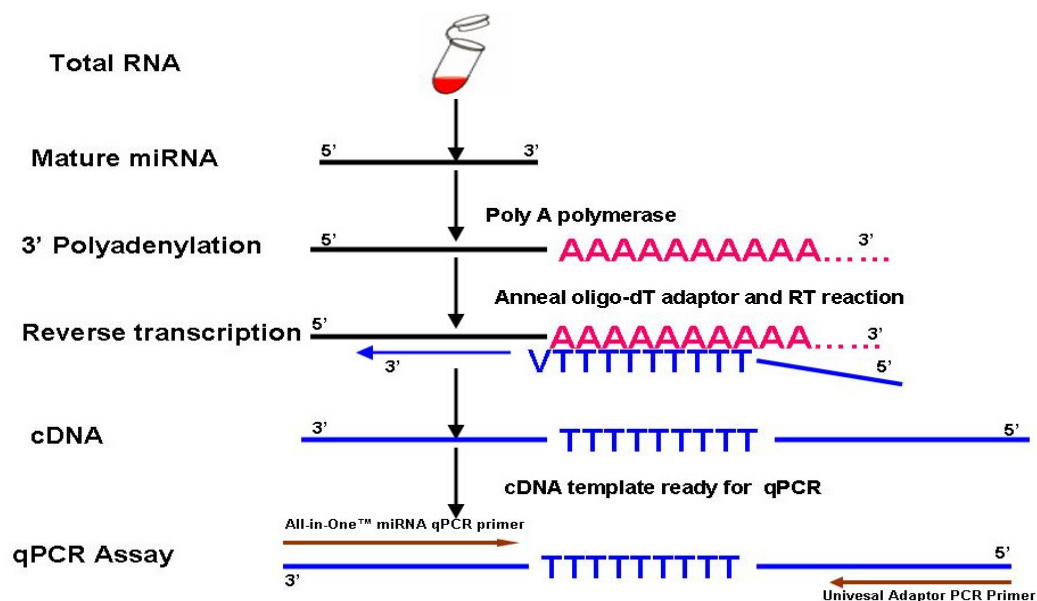 Total RNA
Mature miRNA
5’ 3’
Poly A polymerase
3’ Polyadenylation
5’ AAAAAAAAAA...... 3’
Anneal oligo-dT adaptor and RT reaction
Reverse transcription
5’ AAAAAAAAAA...... 3’
3’ VTTTTTTTTT 5’
cDNA
3’ TTTTTTTTT 5’
cDNA template ready for qPCR
All-in-One™ miRNA qPCR primer
qPCR Assay
3’ TTTTTTTTT 5’
Univesal Adaptor PCR Primer